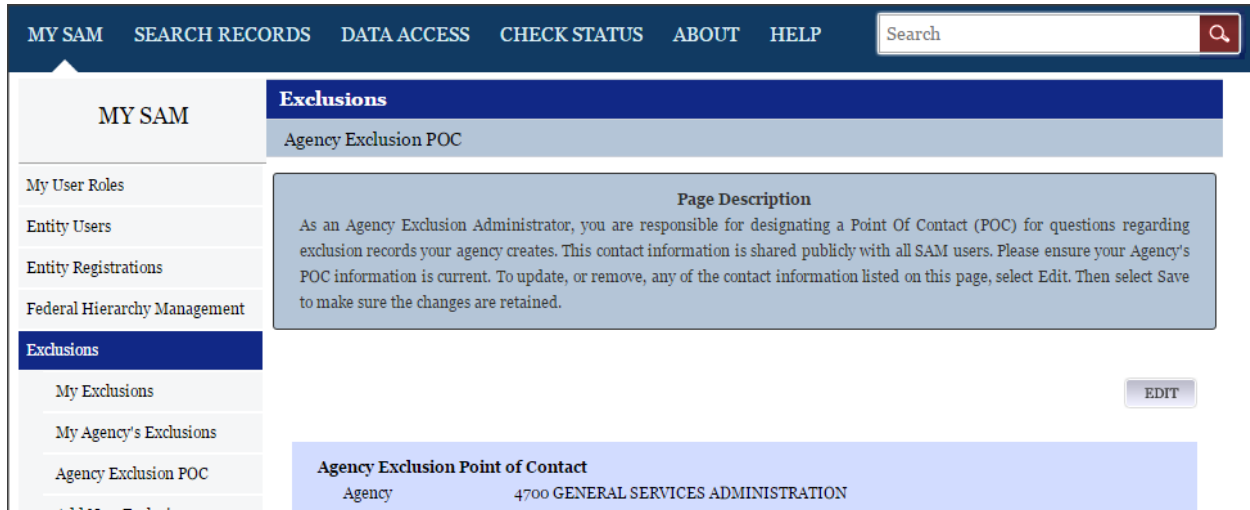 MY SAM SEARCH RECORDS DATA ACCESS CHECK STATUS ABOUT HELP Search
MY SAM
My User Roles
Entity Users
Entity Registrations
Federal Hierarchy Management
Exclusions
My Exclusions
My Agency's Exclusions
Agency Exclusion POC
Exclusions
Agency Exclusion POC
Page Description
As an Agency Exclusion Administrator, you are responsible for designating a Point Of Contact (POC) for questions regarding
exclusion records your agency creates. This contact information is shared publicly with all SAM users. Please ensure your Agency's
POC information is current. To update, or remove, any of the contact information listed on this page, select Edit. Then select Save
to make sure the changes are retained.
EDIT
Agency Exclusion Point of Contact
Agency 4700 GENERAL SERVICES ADMINISTRATION